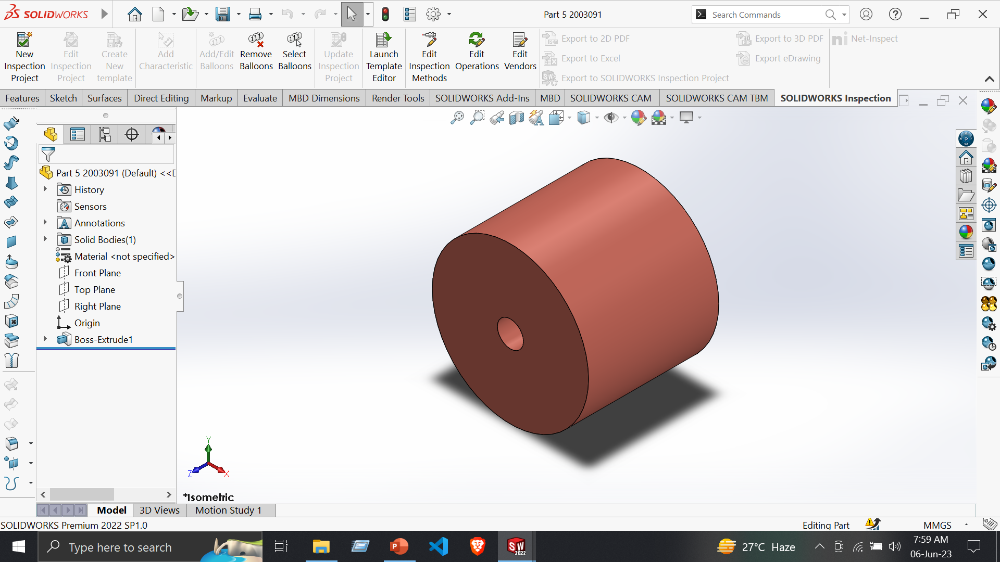 SOLIDWORKS
Part 5 2003091
Search Commands
New Inspection Project
Edit Inspection Project
Create New template
Add Characteristic
Add/Edit Balloons
Remove Balloons
Select Balloons
Update Inspection Project
Launch Template Editor
Edit Inspection Methods
Edit Operations
Edit Vendors
Export to 2D PDF
Export to Excel
Export to SOLIDWORKS Inspection Project
Export to 3D PDF
Export eDrawing
Net-Inspect
Features
Sketch
Surfaces
Direct Editing
Markup
Evaluate
MBD Dimensions
Render Tools
SOLIDWORKS Add-Ins
MBD
SOLIDWORKS CAM
SOLIDWORKS CAM TBM
SOLIDWORKS Inspection
Part 5 2003091 (Default) <<D
History
Sensors
Annotations
Solid Bodies(1)
Material <not specified>
Front Plane
Top Plane
Right Plane
Origin
Boss-Extrude1
Y
Z
X
*Isometric
Model
3D Views
Motion Study 1
SOLIDWORKS Premium 2022 SP1.0
Editing Part
MMGS
Type here to search
27°C Haze
7:59 AM
06-Jun-23